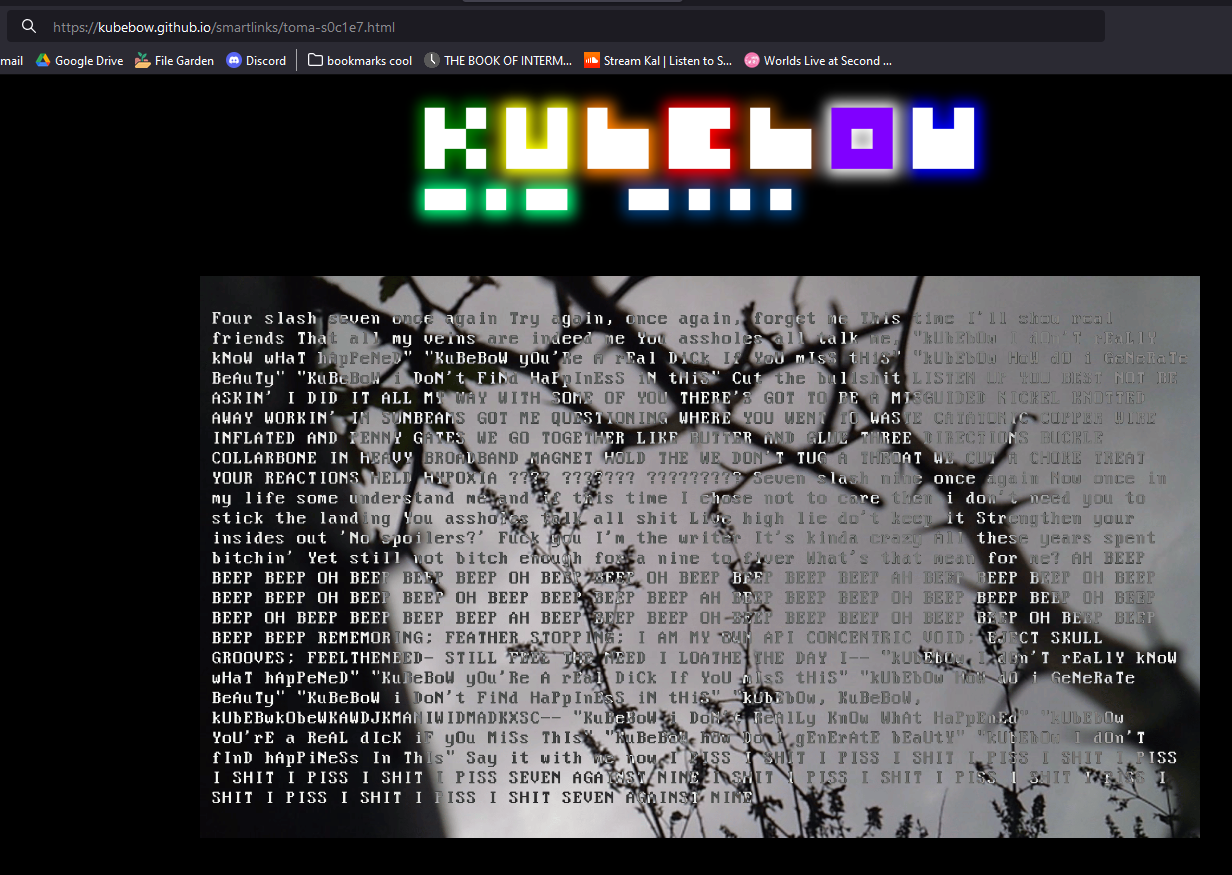 https://kubebow.github.io/smartlinks/toma-s0c1e7.html
mail Google Drive File Garden Discord bookmarks cool THE BOOK OF INTERM... Stream Kal | Listen to S... Worlds Live at Second ...
KUbEbOW
Four slash seven once again Try again, once again, forget me This time I'll show real
friends That all my veins are indeed me You assholes all talk me, "kUbEbOw I don'T rEaLlY
kNoW wHaT hApPeNeD" "KuBeBoW yOu'Re A rEal DiCk If YoU mIsS tHiS" "kUbEbOw HoW dO i GeNeRaTe
BeAuTy" "KuBeBoW i DoN't FiNd HaPpInEsS iN tHiS" Cut the bullshit LISTEN UP YOU BEST NOT BE
ASKIN' I DID IT ALL MY WAY WITH SOME OF YOU THERE'S GOT TO BE A MISGUIDED NICKEL KNOTTED
AWAY WORKIN' IN SUNBEAMS GOT ME QUESTIONING WHERE YOU WENT TO WASTE CATATONIC COPPER WIRE
INFLATED AND PENNY GATES WE GO TOGETHER LIKE BUTTER AND GLUE THREE DIRECTIONS BUCKLE
COLLARBONE IN HEAVY BROADBAND MAGNET HOLD THE WE DON'T TUG A THROAT WE CUT A CHOKE TREAT
YOUR REACTIONS MELD HYPOXIA ???? ??????? ????????? Seven slash nine once again Now once in
my life some understand me and if this time I chose not to care then i don't need you to
stick the landing You assholes talk all shit Live high lie do't keep it Strengthen your
insides out 'No spoilers?' Fuck you I'm the writer It's kinda crazy All these years spent
bitchin' Yet still not bitch enough for a nine to fiver What's that mean for me? AH BEEP
BEEP BEEP OH BEEP BEEP BEEP OH BEEP BEEP OH BEEP BEEP BEEP BEEP AH BEEP BEEP BEEP OH BEEP
BEEP BEEP OH BEEP BEEP OH BEEP BEEP BEEP BEEP AH BEEP BEEP BEEP OH BEEP BEEP BEEP OH BEEP
BEEP OH BEEP BEEP BEEP BEEP AH BEEP BEEP BEEP OH BEEP BEEP BEEP OH BEEP BEEP OH BEEP BEEP
BEEP BEEP REMEMORING; FEATHER STOPPING; I AM MY OWN API CONCENTRIC VOID; EJECT SKULL
GROOVES; FEELTHENEED- STILL FEEL THE NEED I LOATHE THE DAY I-- "kUbEbOw I don'T rEaLlY kNoW
wHaT hApPeNeD" "KuBeBoW yOu'Re A rEal DiCk If YoU mIsS tHiS" "kUbEbOw HoW dO i GeNeRaTe
BeAuTy" "KuBeBoW i DoN't FiNd HaPpInEsS iN tHiS" "kUbEbOw, KuBeBoW,
kUbEBwkObeWKAWDJKMANIWIDMADKXSC-- "KuBeBoW i DoN't ReAlLy KnOw WhAt HaPpEnEd" "kUbEbOw
YoU'rE a ReAL dIcK iF yOu MiSs ThIs" "KuBeBoW How Do I gEnErAtE bEaUtY" "kUbEbOw I dOn'T
fInD hApPiNeSs In ThIs" Say it with me now I PISS I SHIT I PISS I SHIT I PISS I SHIT I PISS
I SHIT I PISS I SHIT I PISS SEVEN AGAINST NINE I SHIT I PISS I SHIT I PISS I SHIT I PISS I
SHIT I PISS I SHIT I PISS I SHIT SEVEN AGAINST NINE